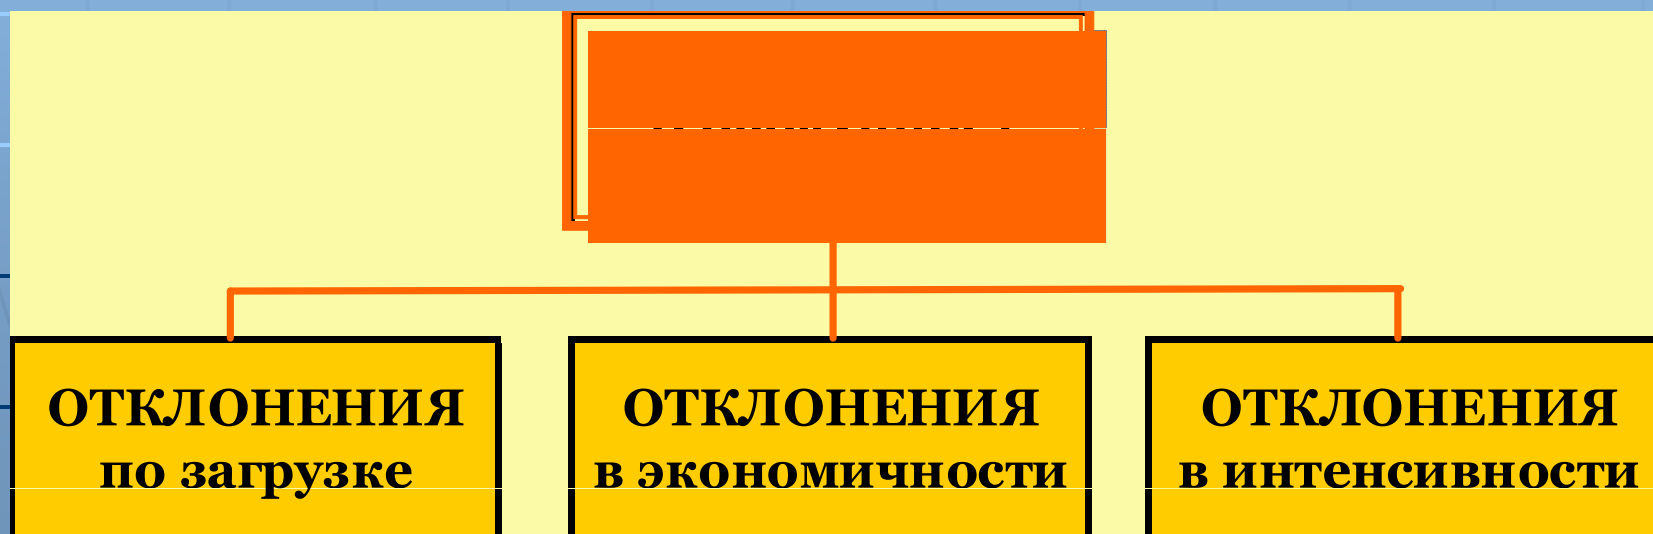 ОТКЛОНЕНИЯ
по загрузке
ОТКЛОНЕНИЯ
в экономичности
ОТКЛОНЕНИЯ
в интенсивности